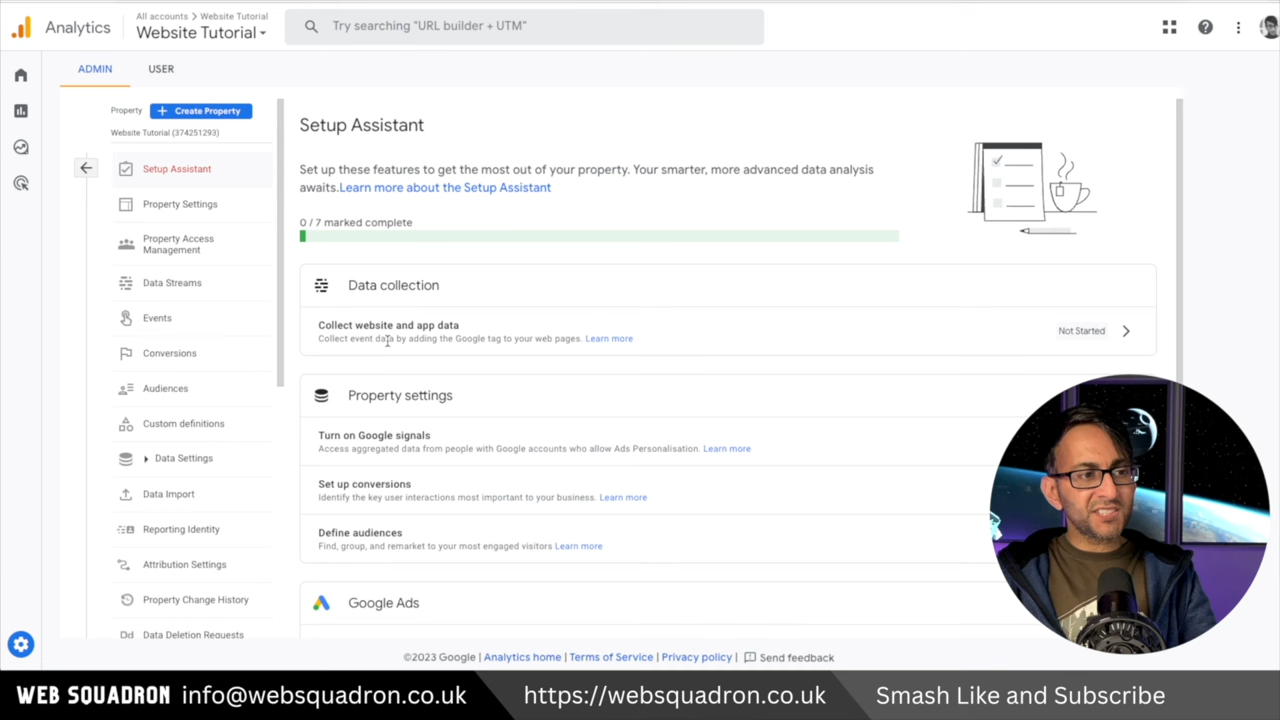 Analytics
All accounts > Website Tutorial
Website Tutorial
Try searching "URL builder + UTM"
ADMIN
USER
Property
+ Create Property
Website Tutorial (374251293)
Setup Assistant
Property Settings
Property Access
Management
Data Streams
Events
Conversions
Audiences
Custom definitions
Data Settings
Data Import
Reporting Identity
Attribution Settings
Property Change History
Dd Data Deletion Requests
Setup Assistant
Set up these features to get the most out of your property. Your smarter, more advanced data analysis
awaits.Learn more about the Setup Assistant
0 / 7 marked complete
Data collection
Collect website and app data
Collect event data by adding the Google tag to your web pages. Learn more
Not Started
Property settings
Turn on Google signals
Access aggregated data from people with Google accounts who allow Ads Personalisation. Learn more
Set up conversions
Identify the key user interactions most important to your business. Learn more
Define audiences
Find, group, and remarket to your most engaged visitors Learn more
Google Ads
©2023 Google | Analytics home | Terms of Service | Privacy policy | Send feedback
WEB SQUADRON info@websquadron.co.uk
https://websquadron.co.uk
Smash Like and Subscribe